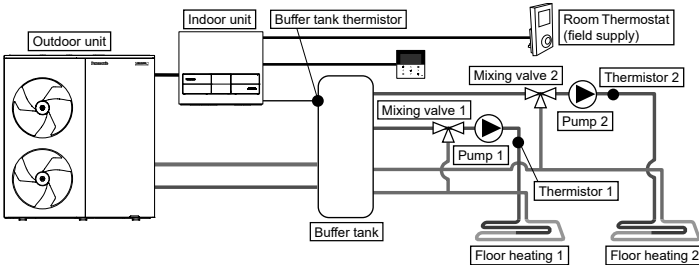 Indoor unit
Buffer tank thermistor
Room Thermostat
(field supply)
Outdoor unit
Panasonic
Mixing valve 2
Thermistor 2
Mixing valve 1
Pump 2
Pump 1
Thermistor 1
Buffer tank
Floor heating 1
Floor heating 2